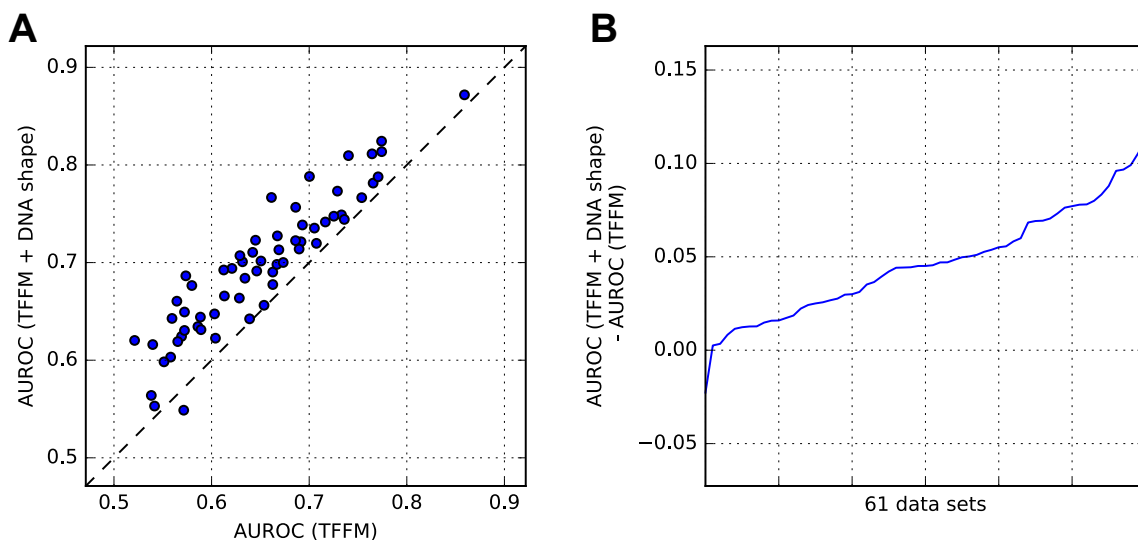 A
AUROC (TFFM + DNA shape)
0.9
0.8
0.7
0.6
0.5
0.5 0.6 0.7 0.8 0.9
AUROC (TFFM)
B
AUROC (TFFM + DNA shape)
- AUROC (TFFM)
0.15
0.10
0.05
0.00
−0.05
61 data sets